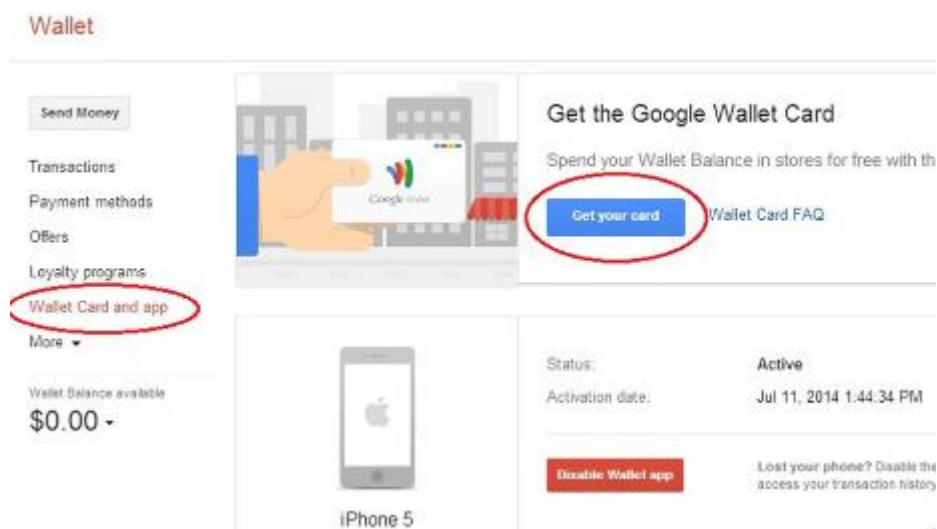 Wallet
Send Money
Transactions
Payment methods
Offers
Loyalty programs
Wallet Card and app
More
Wallet Balance available
$0.00
Google
Get the Google Wallet Card
Spend your Wallet Balance in stores for free with th
Get your card
Wallet Card FAQ
iPhone 5
Status: Active
Activation date: Jul 11, 2014 1:44:34 PM
Disable Wallet app
Lost your phone? Disable the
access your transaction history